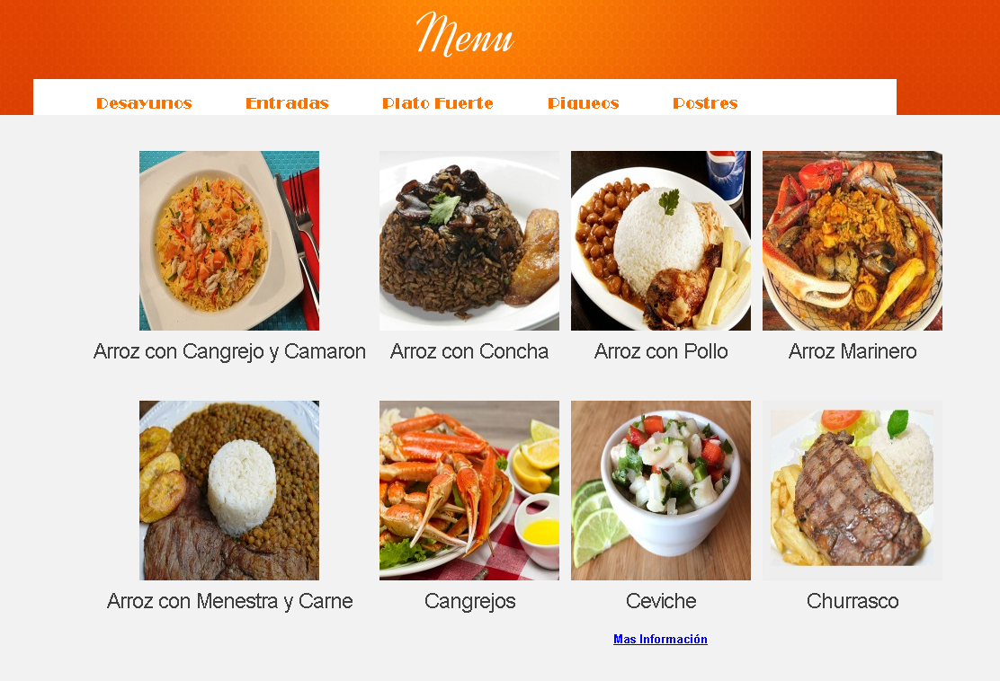 Menu
Desayunos Entradas Plato Fuerte Piqueos Postres
Arroz con Cangrejo y Camaron Arroz con Concha Arroz con Pollo Arroz Marinero
Arroz con Menestra y Carne Cangrejos Ceviche Churrasco
Mas Información